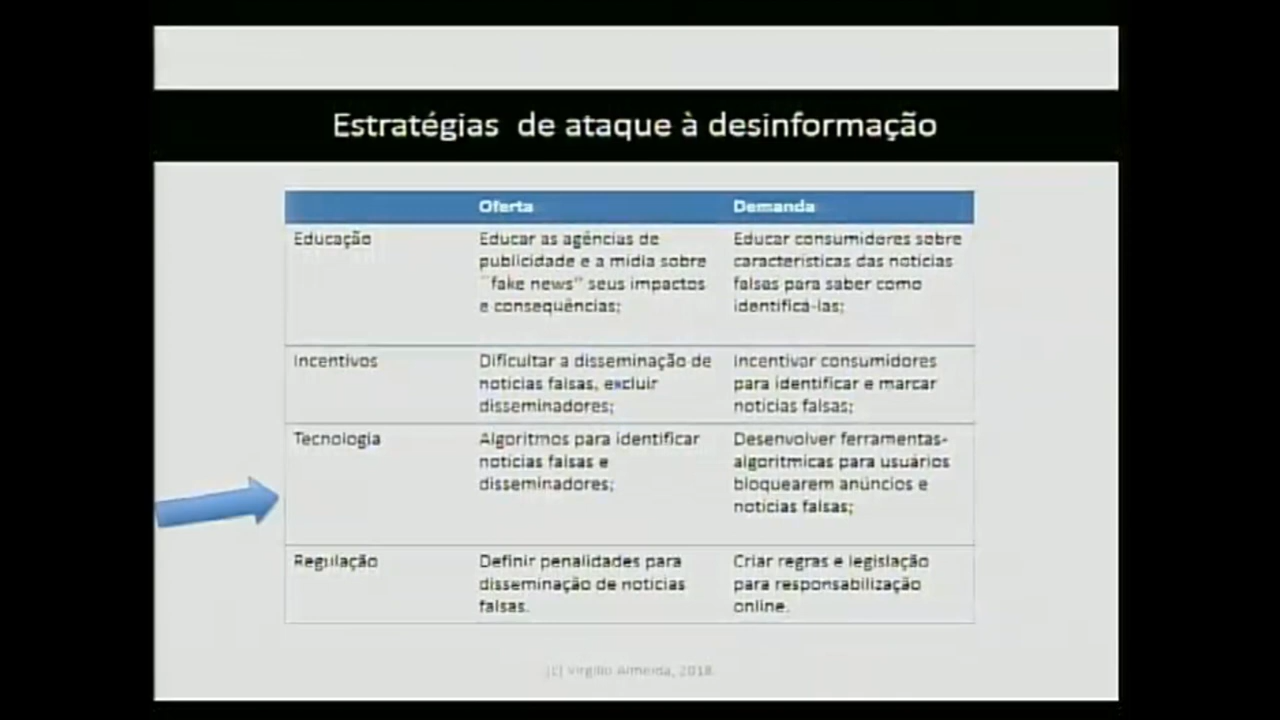 Estratégias de ataque à desinformação
Oferta Demanda
Educação Educar as agências de Educar consumidores sobre
publicidade e a mídia sobre características das notícias
``fake news" seus impactos falsas para saber como
e consequências; identificá-las;
Incentivos Dificultar a disseminação de Incentivar consumidores
notícias falsas, excluir para identificar e marcar
disseminadores; notícias falsas;
Tecnologia Algoritmos para identificar Desenvolver ferramentas-
notícias falsas e algorítmicas para usuários
disseminadores; bloquearem anúncios e
notícias falsas;
Regulação Definir penalidades para Criar regras e legislação
disseminação de notícias para responsabilização
falsas. online.
(c) Virgilio Almeida, 2018